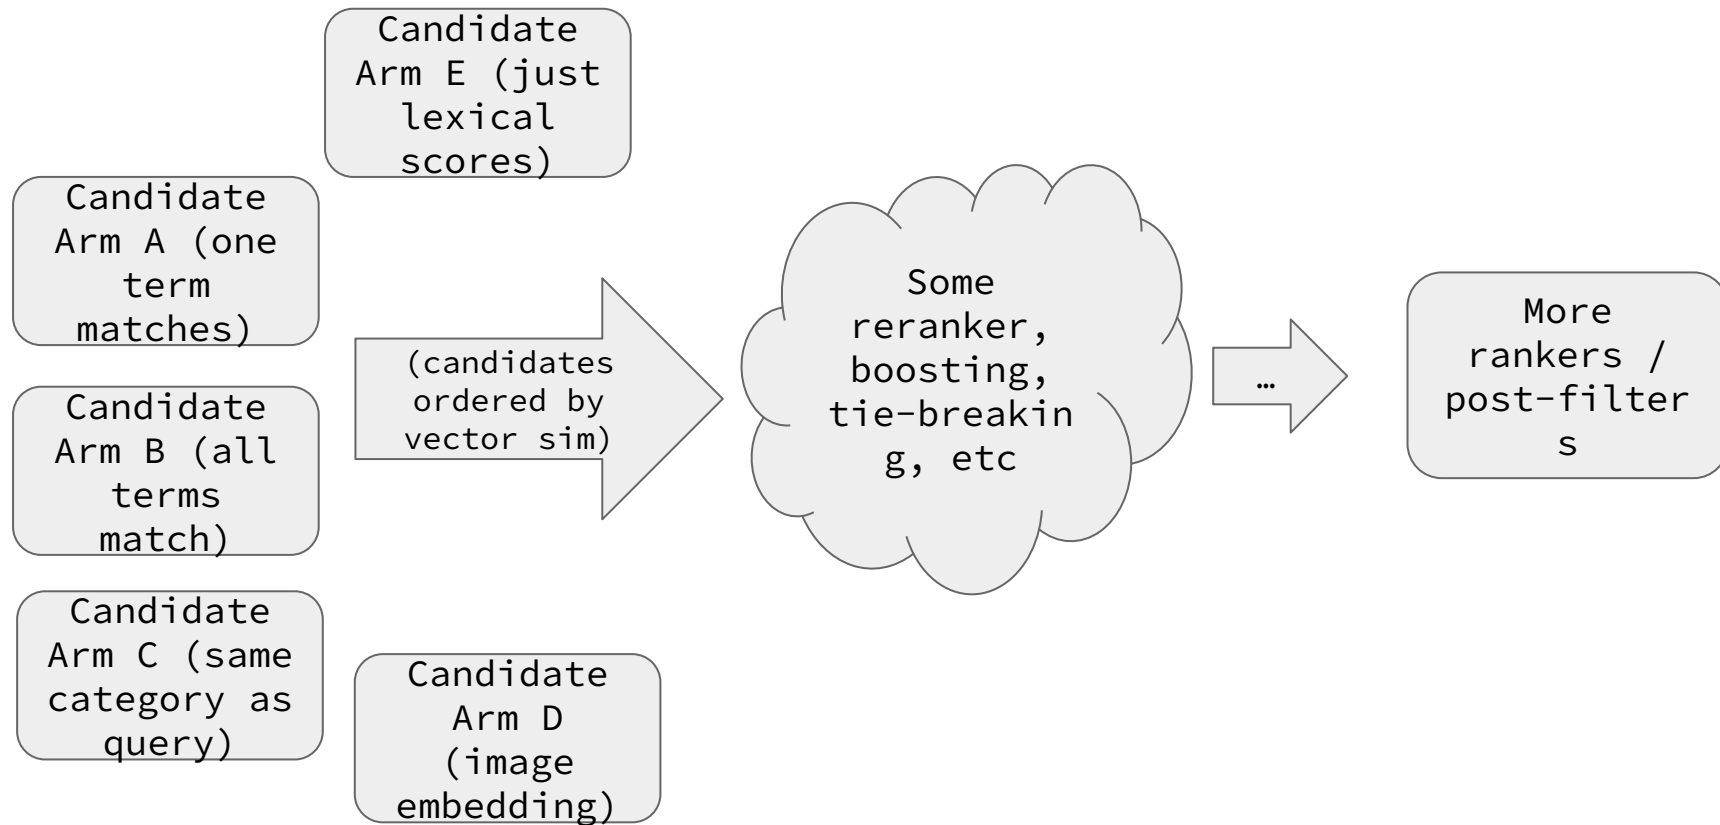 Candidate
Arm E (just
lexical
scores)
Candidate
Arm A (one
term
matches)
Candidate
Arm B (all
terms
match)
Candidate
Arm C (same
category as
query)
Candidate
Arm D
(image
embedding)
(candidates
ordered by
vector sim)
Some
reranker,
boosting,
tie-breakin
g, etc
…
More
rankers /
post-filter
s